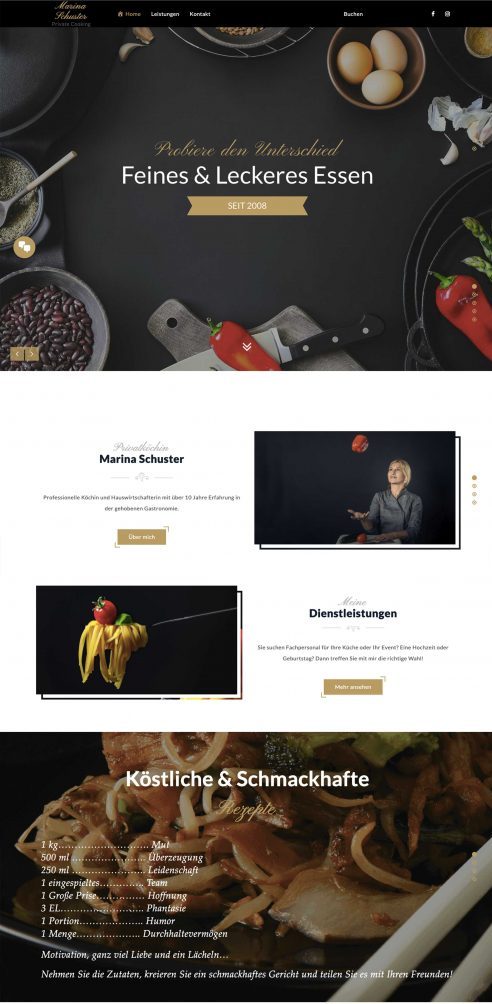 Marina
Schuster
Private Cooking
Home Leistungen Kontakt Buchen
Probiere den Unterschied
Feines & Leckeres Essen
SEIT 2008
Privatköchin
Marina Schuster
Professionelle Köchin und Hauswirtschafterin mit über 10 Jahre Erfahrung in
der gehobenen Gastronomie.
Über mich
Meine
Dienstleistungen
Sie suchen Fachpersonal für Ihre Küche oder Ihr Event? Eine Hochzeit oder
Geburtstag? Dann treffen Sie mit mir die richtige Wahl!
Mehr ansehen
Köstliche & Schmackhafte
Rezepte
1 kg........................... Mut
500 ml ...................... Überzeugung
250 ml ...................... Leidenschaft
1 eingespieltes............. Team
1 Große Prise............... Hoffnung
3 EL......................... Phantasie
1 Portion................... Humor
1 Menge................... Durchhaltevermögen
Motivation, ganz viel Liebe und ein Lächeln...
Nehmen Sie die Zutaten, kreieren Sie ein schmackhaftes Gericht und teilen Sie es mit Ihren Freunden!